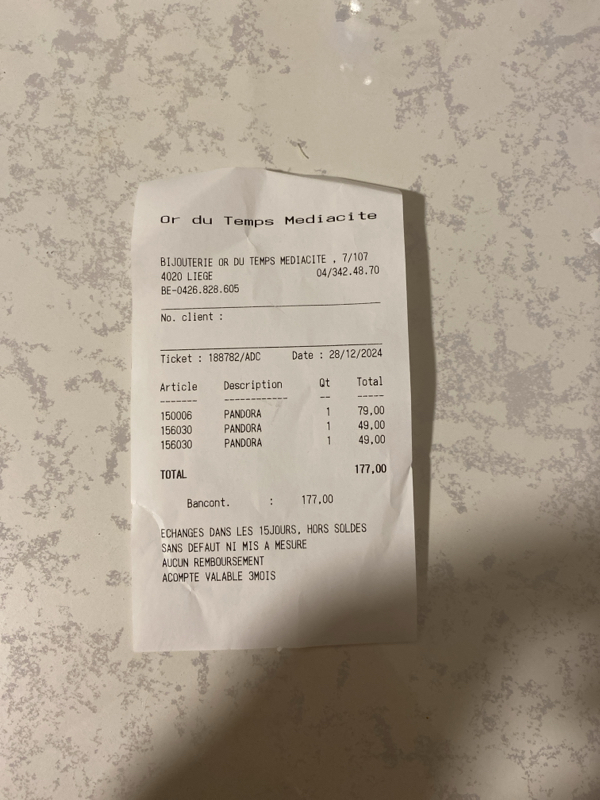 Or du Temps Mediacite
BIJOUTERIE OR DU TEMPS MEDIACITE , 7/107
4020 LIEGE 04/342.48.70
BE-0426.828.605
No. client :
Ticket : 188782/ADC Date : 28/12/2024
Article Description Qt Total
------- ------------ -- -----
150006 PANDORA 1 79,00
156030 PANDORA 1 49,00
156030 PANDORA 1 49,00
TOTAL 177,00
Bancont. : 177,00
ECHANGES DANS LES 15JOURS, HORS SOLDES
SANS DEFAUT NI MIS A MESURE
AUCUN REMBOURSEMENT
ACOMPTE VALABLE 3MOIS